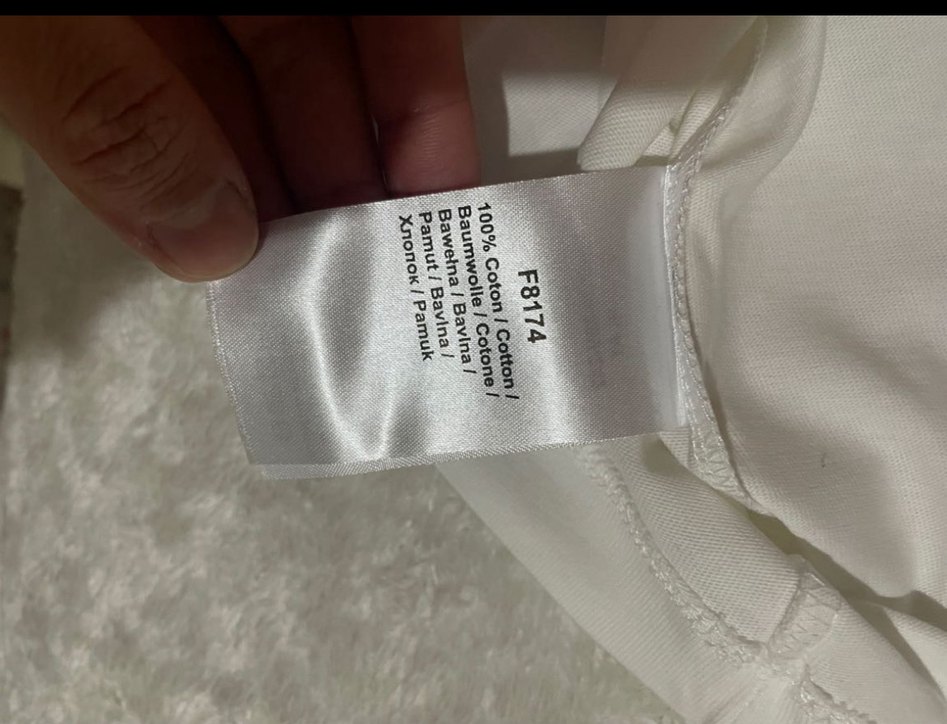 F8174
100% Coton / Cotton /
Baumwolle / Cotone /
Bawełna / Bavlna /
Pamut / Bavlna /
Хлопок / Pamuk